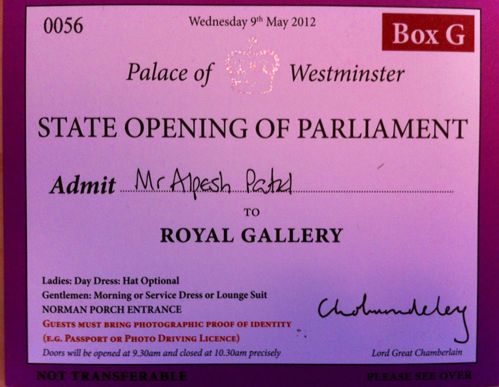 0056
Wednesday 9th May 2012
Box G
Palace of Westminster
STATE OPENING OF PARLIAMENT
Admit Mr Alpesh Patel
TO
ROYAL GALLERY
Ladies: Day Dress: Hat Optional
Gentlemen: Morning or Service Dress or Lounge Suit
NORMAN PORCH ENTRANCE
GUESTS MUST BRING PHOTOGRAPHIC PROOF OF IDENTITY
(E.G. PASSPORT OR PHOTO DRIVING LICENCE)
Doors will be opened at 9.30am and closed at 10.30am precisely
Cholmondeley
Lord Great Chamberlain
NOT TRANSFERABLE
PLEASE SEE OVER